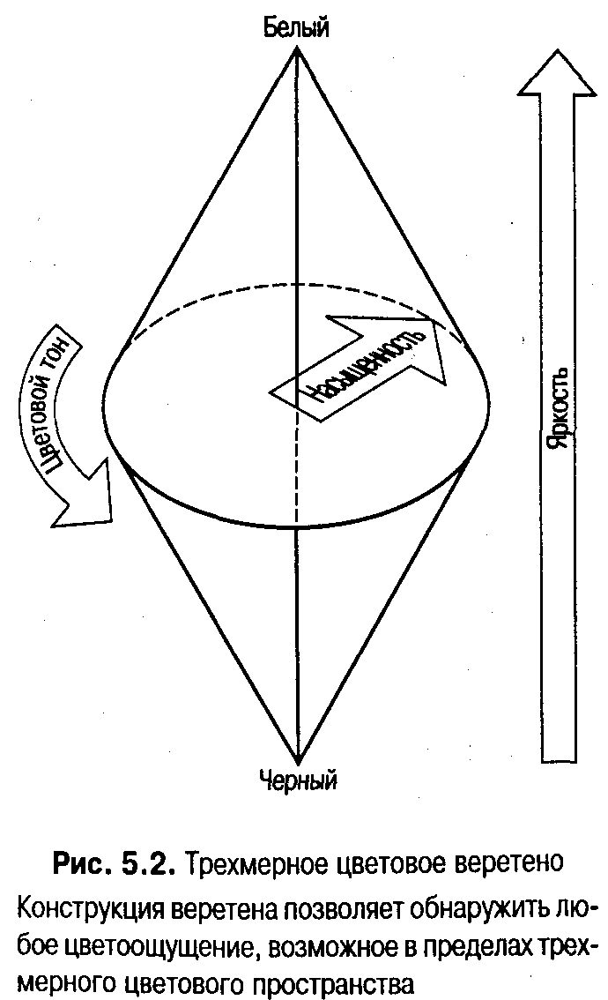 Белый
Цветовой тон
Насыщенность
Яркость
Черный
Рис. 5.2. Трехмерное цветовое веретено
Конструкция веретена позволяет обнаружить лю-
бое цветоощущение, возможное в пределах трех-
мерного цветового пространства